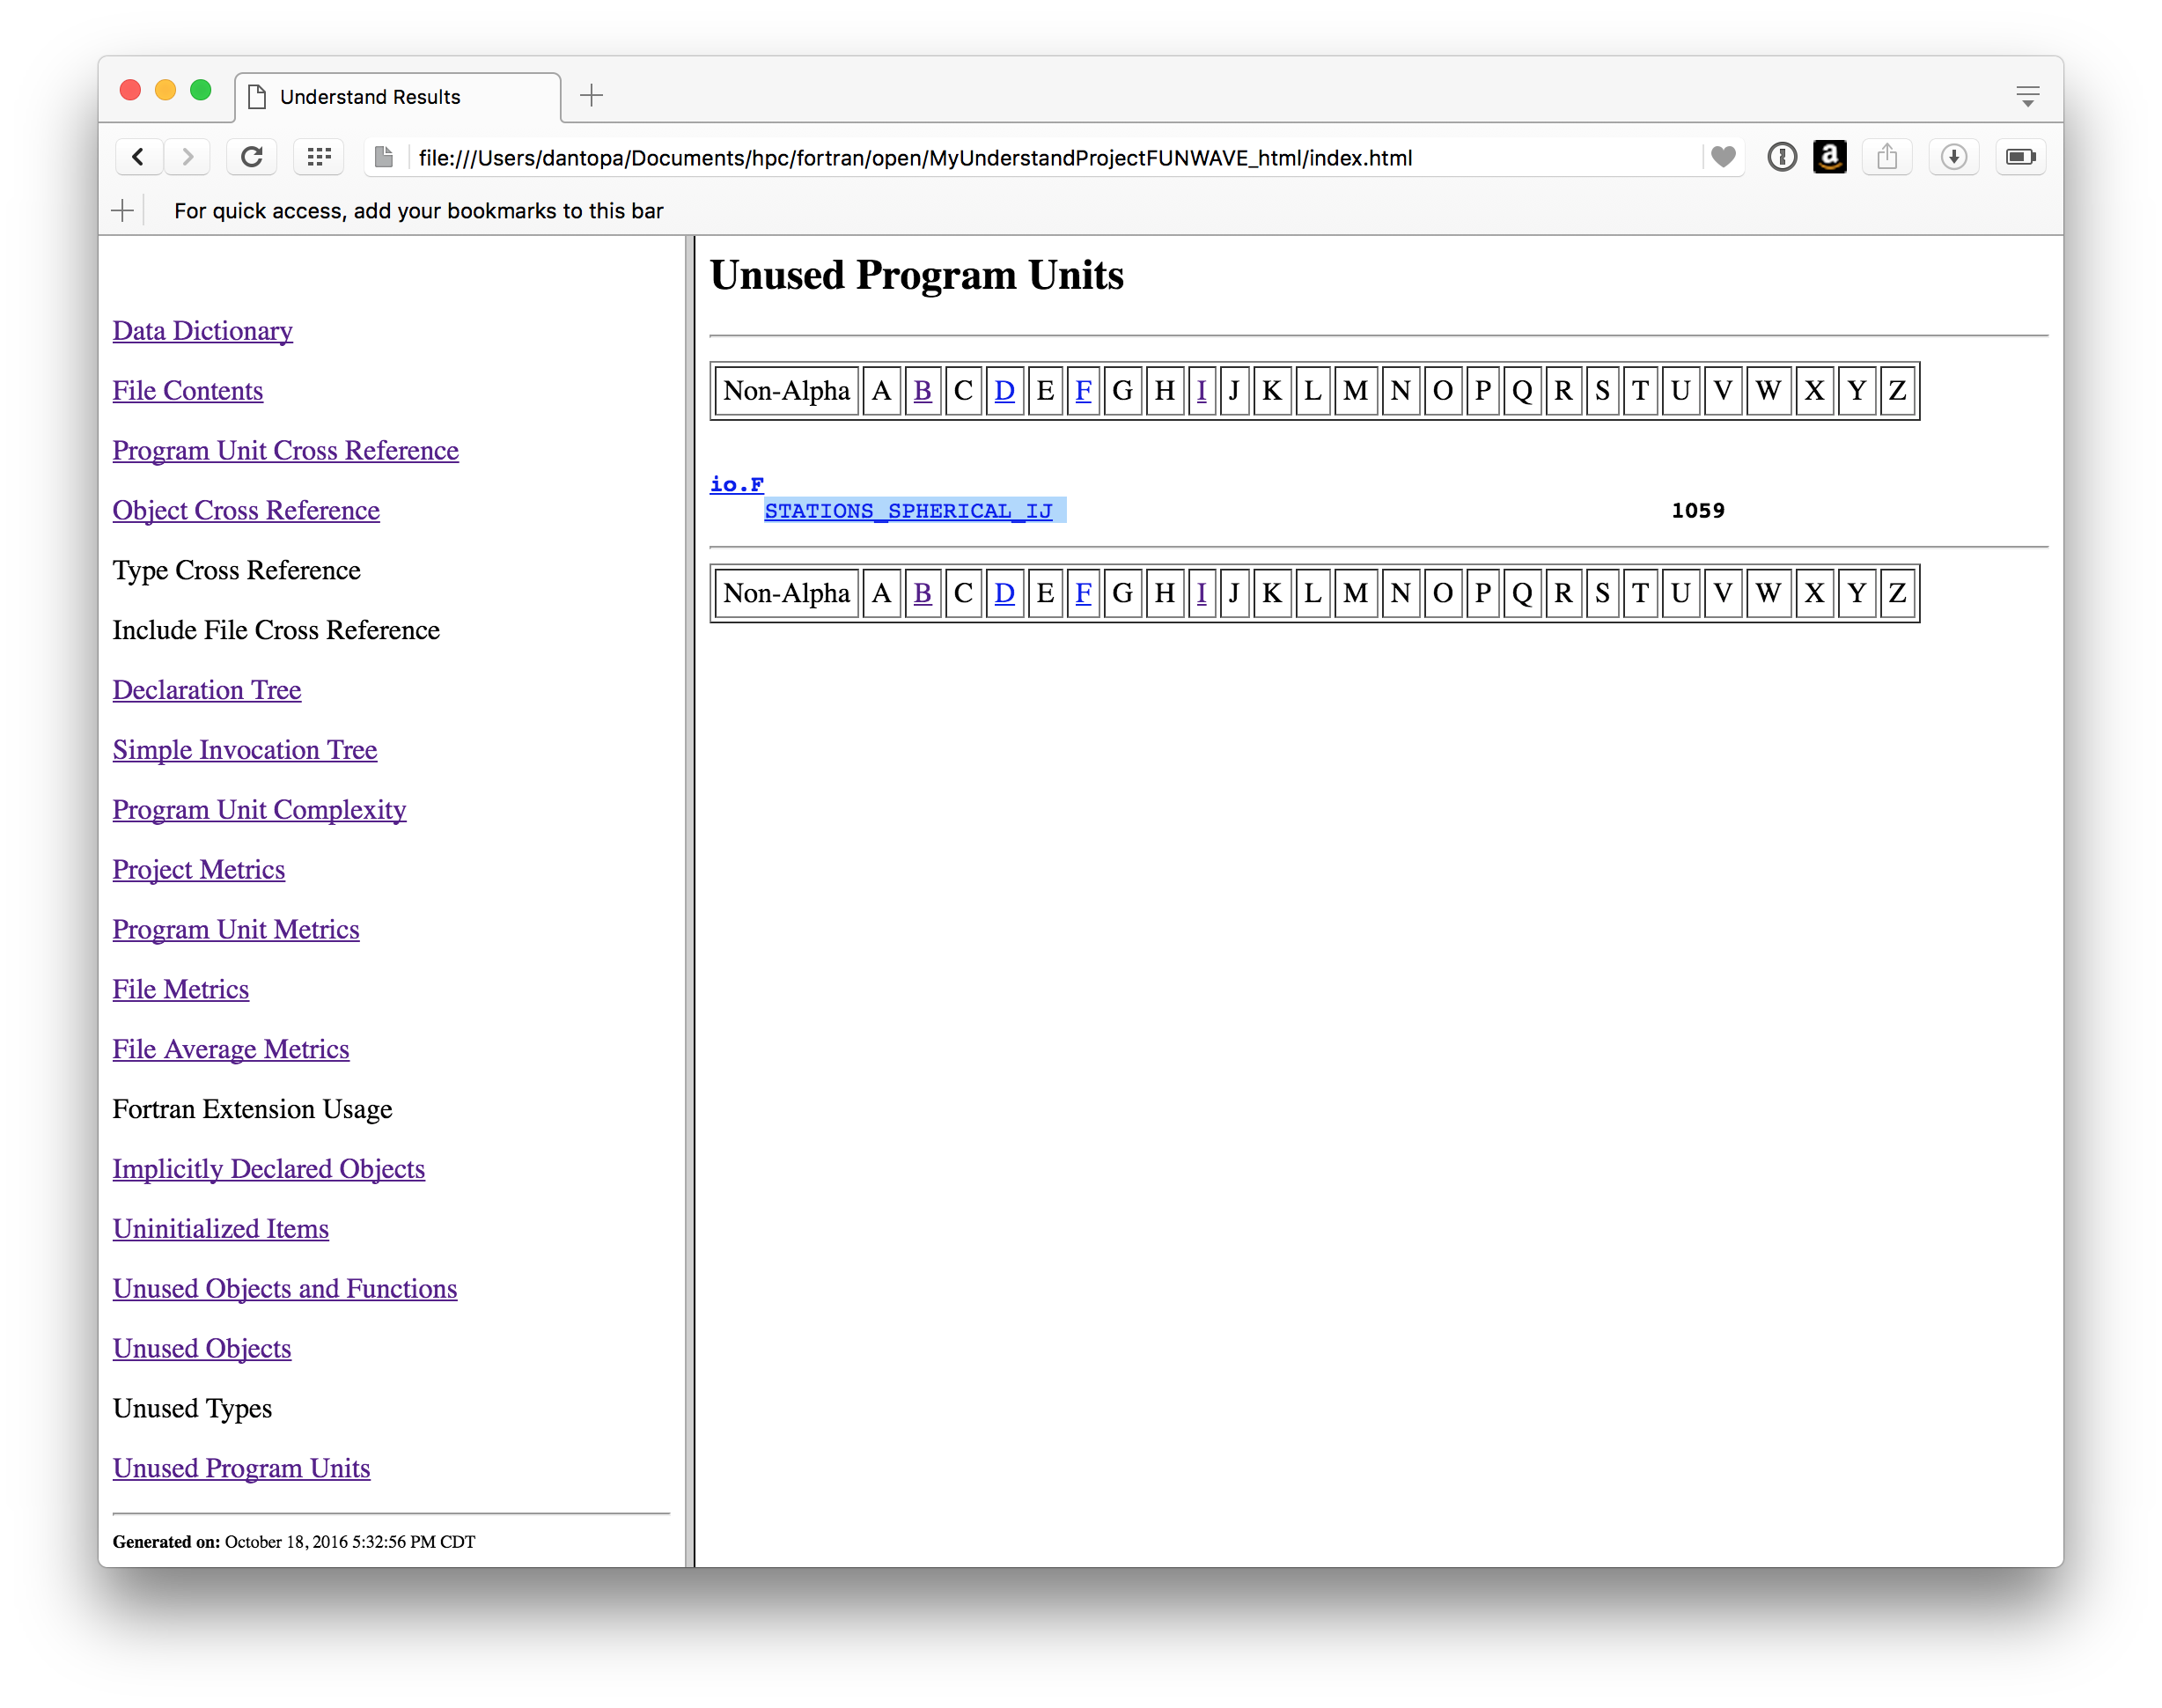 Understand Results
file:///Users/dantopa/Documents/hpc/fortran/open/MyUnderstandProjectFUNWAVE_html/index.html
For quick access, add your bookmarks to this bar
Data Dictionary
File Contents
Program Unit Cross Reference
Object Cross Reference
Type Cross Reference
Include File Cross Reference
Declaration Tree
Simple Invocation Tree
Program Unit Complexity
Project Metrics
Program Unit Metrics
File Metrics
File Average Metrics
Fortran Extension Usage
Implicitly Declared Objects
Uninitialized Items
Unused Objects and Functions
Unused Objects
Unused Types
Unused Program Units
Generated on: October 18, 2016 5:32:56 PM CDT
Unused Program Units
Non-Alpha A B C D E F G H I J K L M N O P Q R S T U V W X Y Z
io.F
STATIONS_SPHERICAL_IJ 1059
Non-Alpha A B C D E F G H I J K L M N O P Q R S T U V W X Y Z